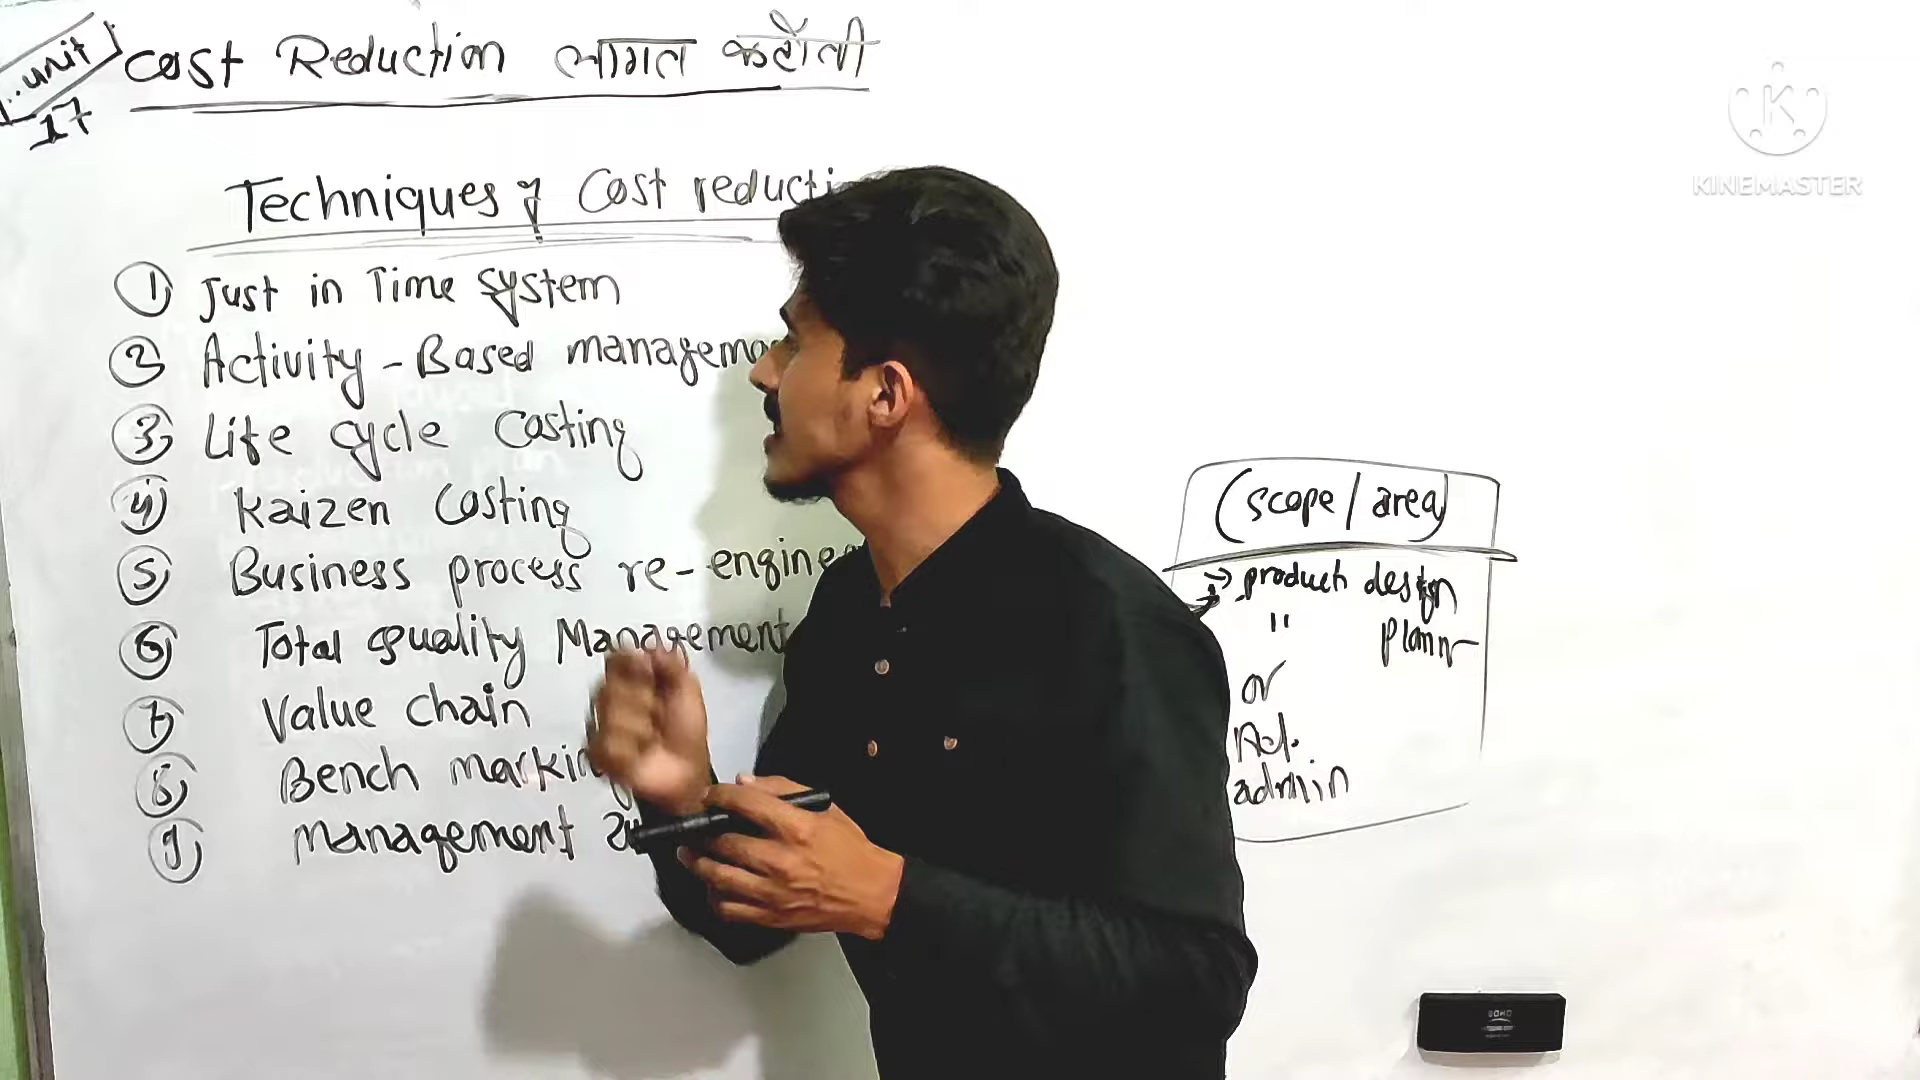 unit
17
Cost Reduction लागत कटौती
Techniques of Cost reducti
① Just in Time system
② Activity-Based managem
③ Life cycle Costing
④ Kaizen Costing
⑤ Business process re-engine
⑥ Total Quality Management
⑦ Value chain
⑧ Bench markin
⑨ management
(scope/area)
→ product design
" Plann
or
admin
KINEMASTER